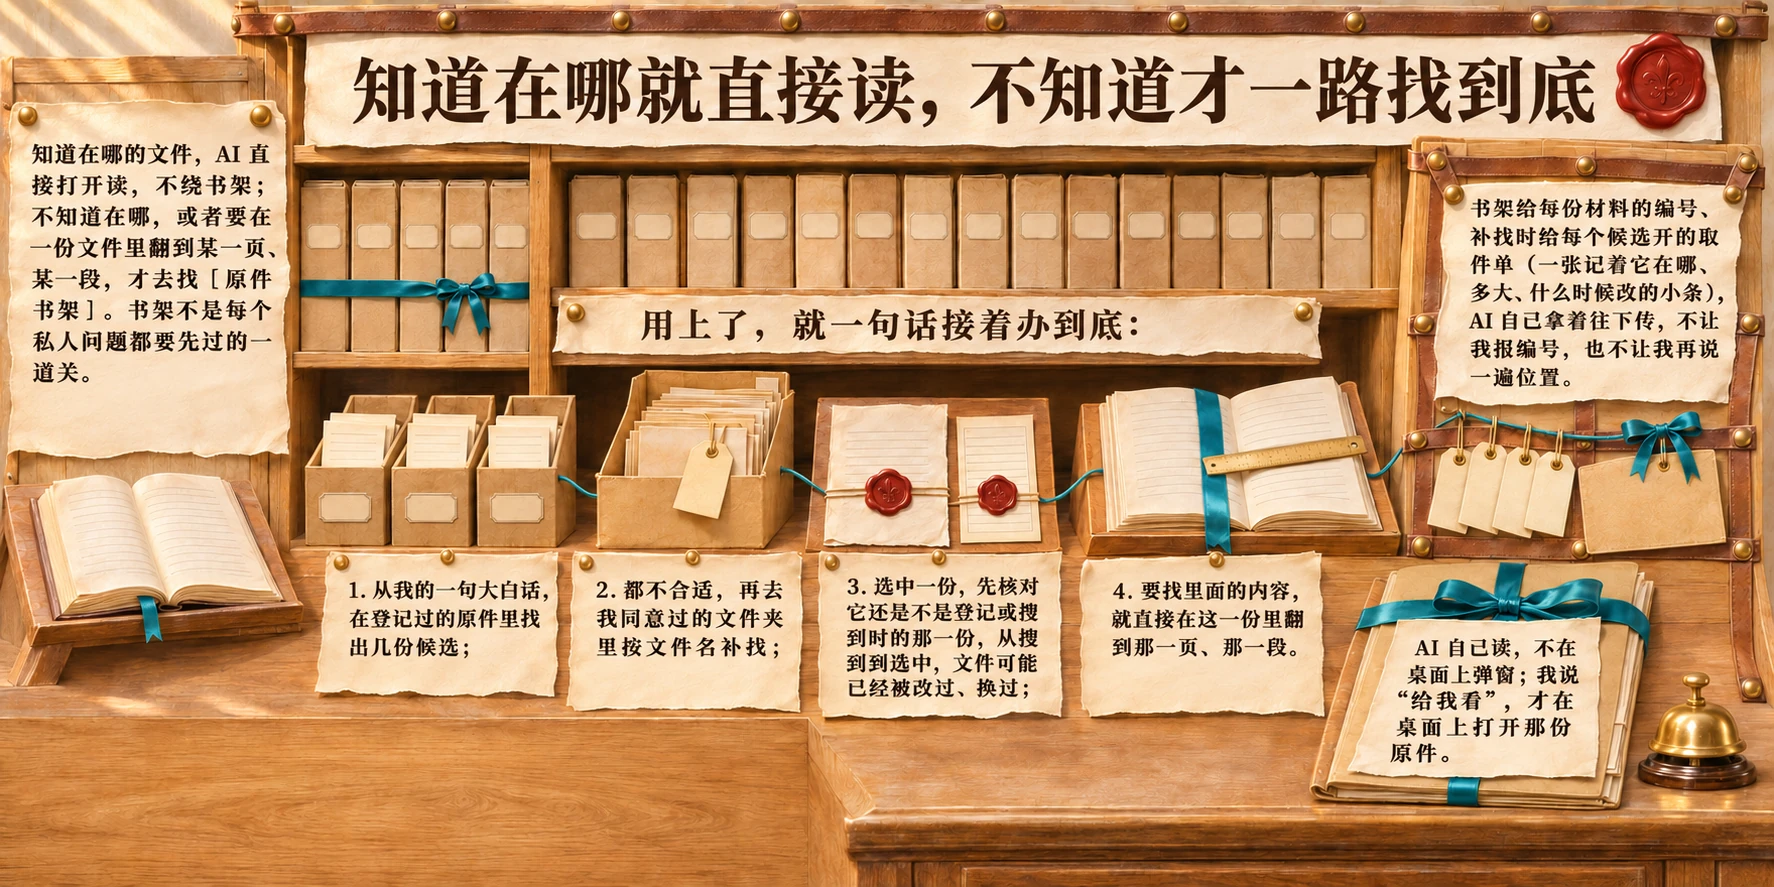 知道在哪就直接读，不知道才一路找到底
知道在哪的文件，AI 直
接打开读，不绕书架；
不知道在哪，或者要在
一份文件里翻到某一页、
某一段，才去找［原件
书架］。书架不是每个
私人问题都要先过的一
道关。
用上了，就一句话接着办到底：
1. 从我的一句大白话，
在登记过的原件里找
出几份候选；
2. 都不合适，再去
我同意过的文件夹
里按文件名补找；
3. 选中一份，先核对
它还是不是登记或搜
到时的那一份，从搜
到到选中，文件可能
已经被改过、换过；
4. 要找里面的内容，
就直接在这一份里翻
到那一页、那一段。
书架给每份材料的编号、
补找时给每个候选开的取
件单（一张记着它在哪、
多大、什么时候改的小条），
AI 自己拿着往下传，不让
我报编号，也不让我再说
一遍位置。
AI 自己读，不在
桌面上弹窗；我说
“给我看”，才在
桌面上打开那份
原件。